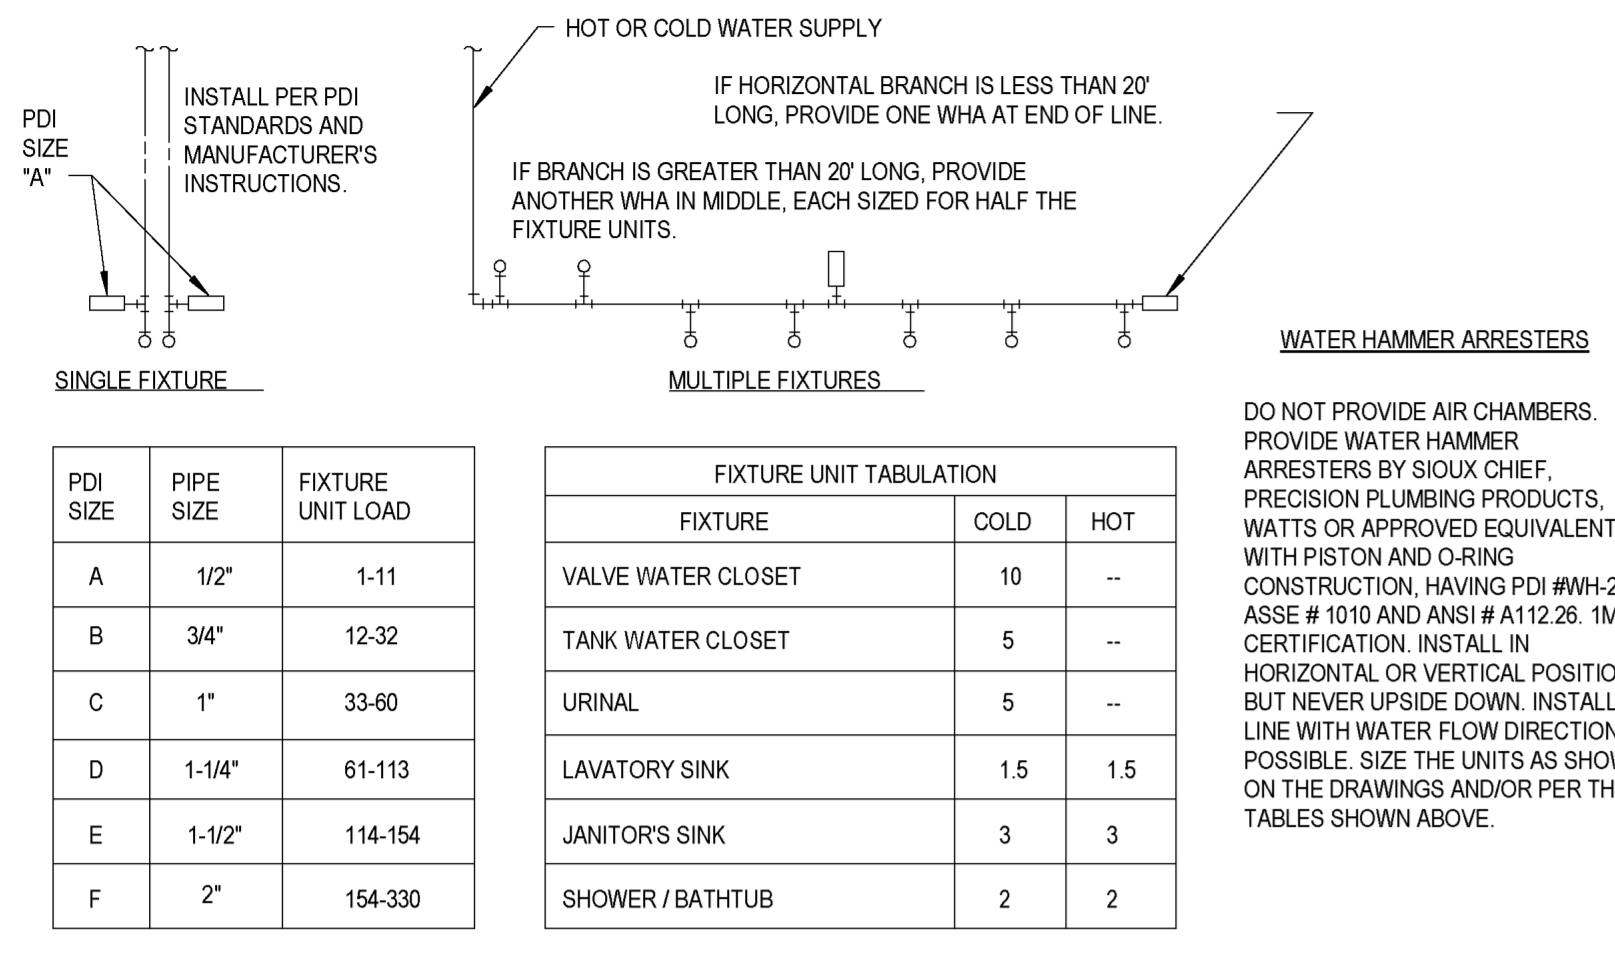 HOT OR COLD WATER SUPPLY
IF HORIZONTAL BRANCH IS LESS THAN 20'
LONG, PROVIDE ONE WHA AT END OF LINE.
PDI
SIZE
"A"
INSTALL PER PDI
STANDARDS AND
MANUFACTURER'S
INSTRUCTIONS.
IF BRANCH IS GREATER THAN 20' LONG, PROVIDE
ANOTHER WHA IN MIDDLE, EACH SIZED FOR HALF THE
FIXTURE UNITS.
SINGLE FIXTURE
MULTIPLE FIXTURES
PDI SIZE PIPE SIZE FIXTURE UNIT LOAD
A 1/2" 1-11
B 3/4" 12-32
C 1" 33-60
D 1-1/4" 61-113
E 1-1/2" 114-154
F 2" 154-330
FIXTURE UNIT TABULATION
FIXTURE COLD HOT
VALVE WATER CLOSET 10 --
TANK WATER CLOSET 5 --
URINAL 5 --
LAVATORY SINK 1.5 1.5
JANITOR'S SINK 3 3
SHOWER / BATHTUB 2 2
WATER HAMMER ARRESTERS
DO NOT PROVIDE AIR CHAMBERS.
PROVIDE WATER HAMMER
ARRESTERS BY SIOUX CHIEF,
PRECISION PLUMBING PRODUCTS,
WATTS OR APPROVED EQUIVALENT
WITH PISTON AND O-RING
CONSTRUCTION, HAVING PDI #WH-2
ASSE # 1010 AND ANSI # A112.26. 1M
CERTIFICATION. INSTALL IN
HORIZONTAL OR VERTICAL
BUT NEVER UPSIDE DOWN. INSTALL
LINE WITH WATER FLOW DIRECTION
POSSIBLE. SIZE THE UNITS AS
ON THE DRAWINGS AND/OR PER
TABLES SHOWN ABOVE.